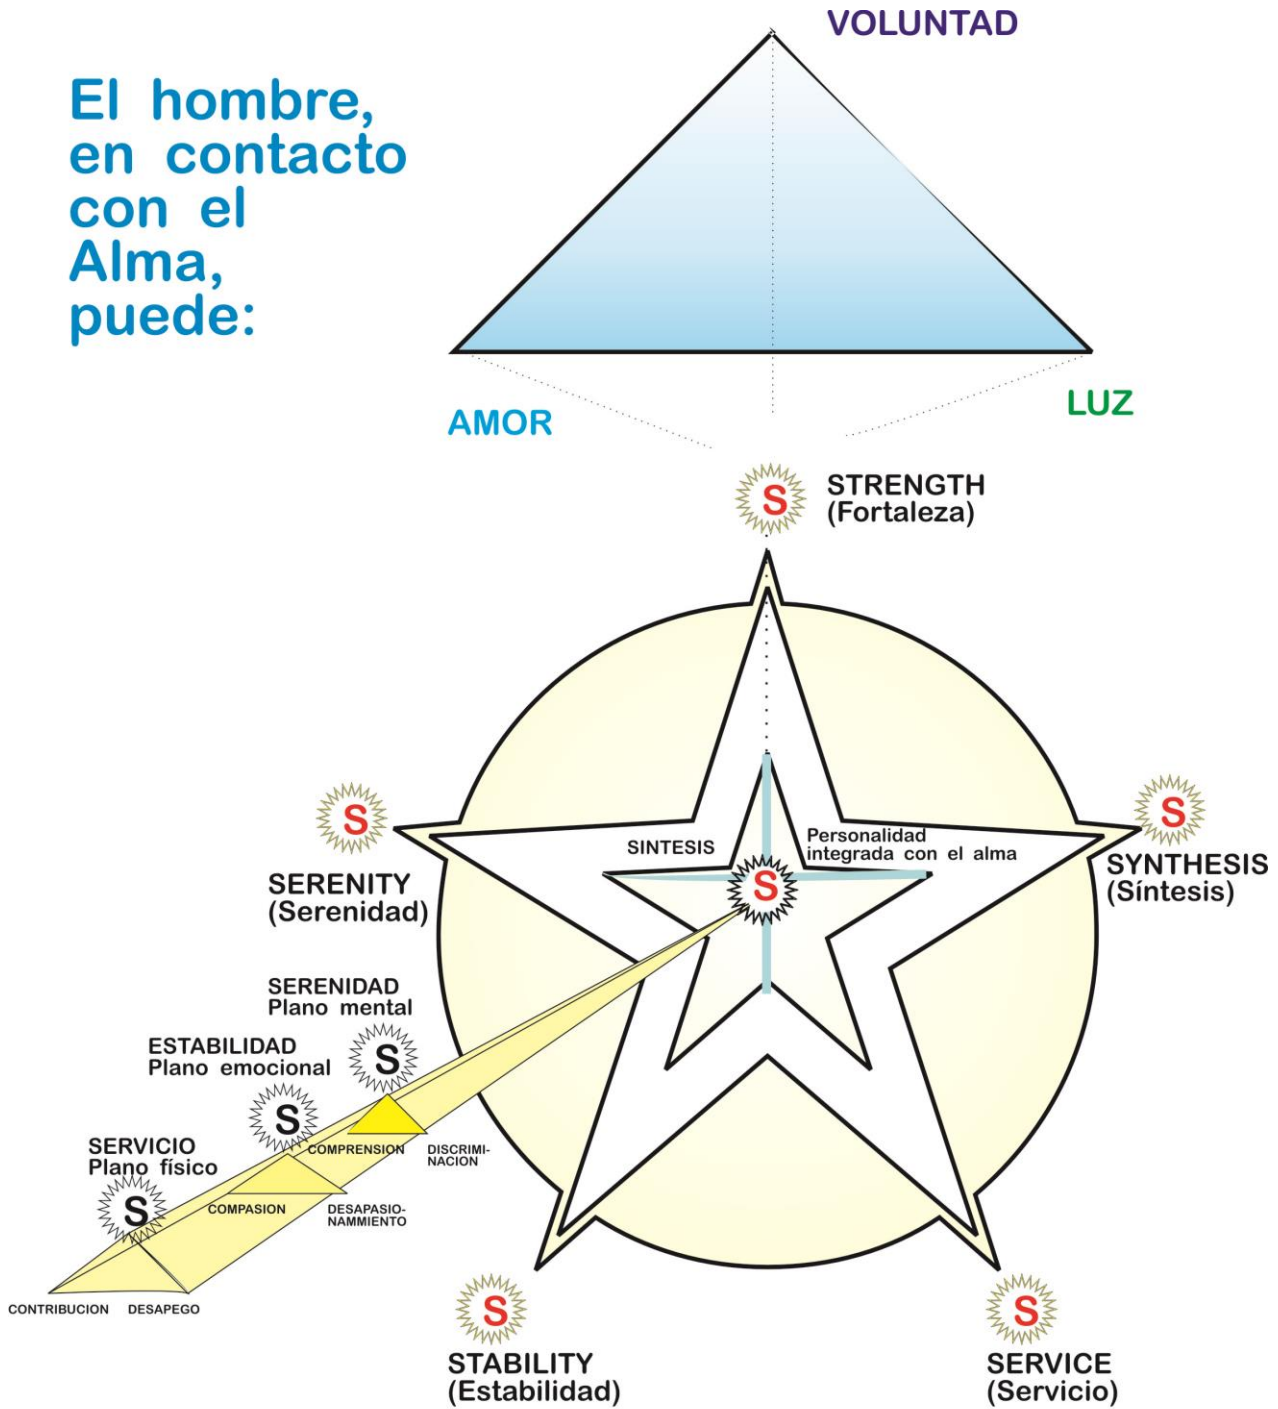 VOLUNTAD
El hombre,
en contacto
con el
Alma,
puede:
AMOR
LUZ
S
STRENGTH
(Fortaleza)
S
S
SINTESIS
Personalidad
integrada con el alma
S
SERENITY
(Serenidad)
SYNTHESIS
(Síntesis)
SERENIDAD
Plano mental
S
ESTABILIDAD
Plano emocional
S
COMPRENSION
DISCRIMI-
NACION
SERVICIO
Plano físico
S
COMPASION
DESAPASIO-
NAMMIENTO
CONTRIBUCION
DESAPEGO
S
S
STABILITY
(Estabilidad)
SERVICE
(Servicio)